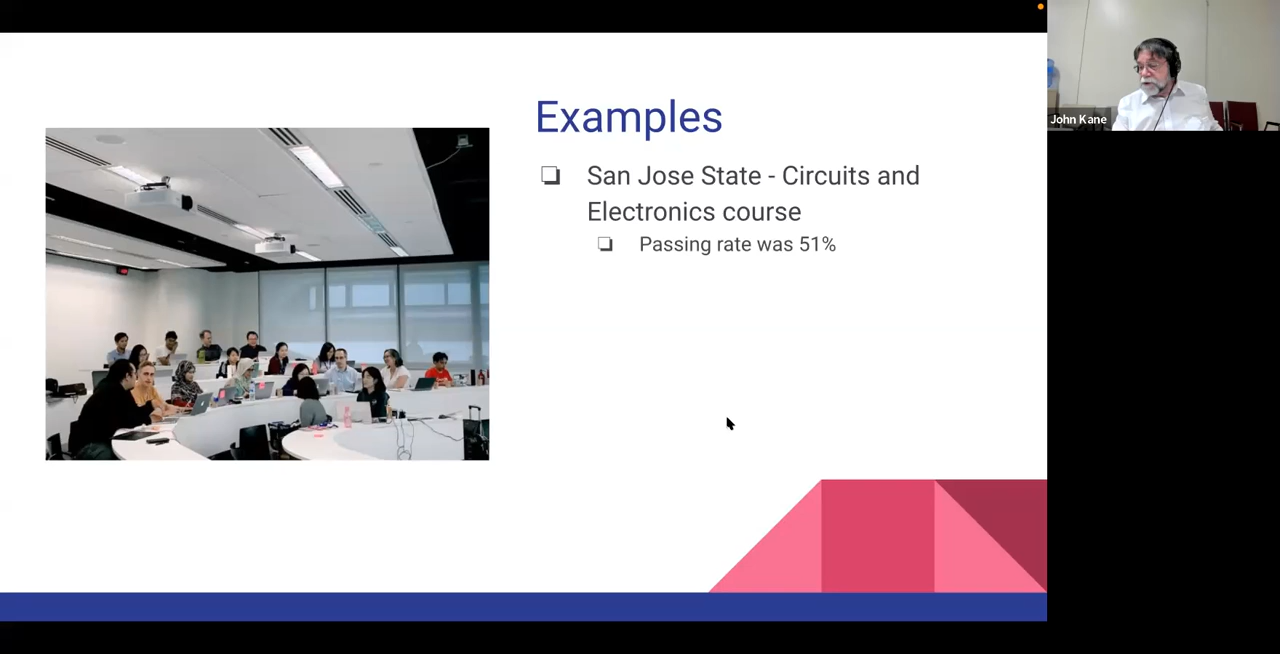 Examples
San Jose State - Circuits and
Electronics course
Passing rate was 51%
John Kane